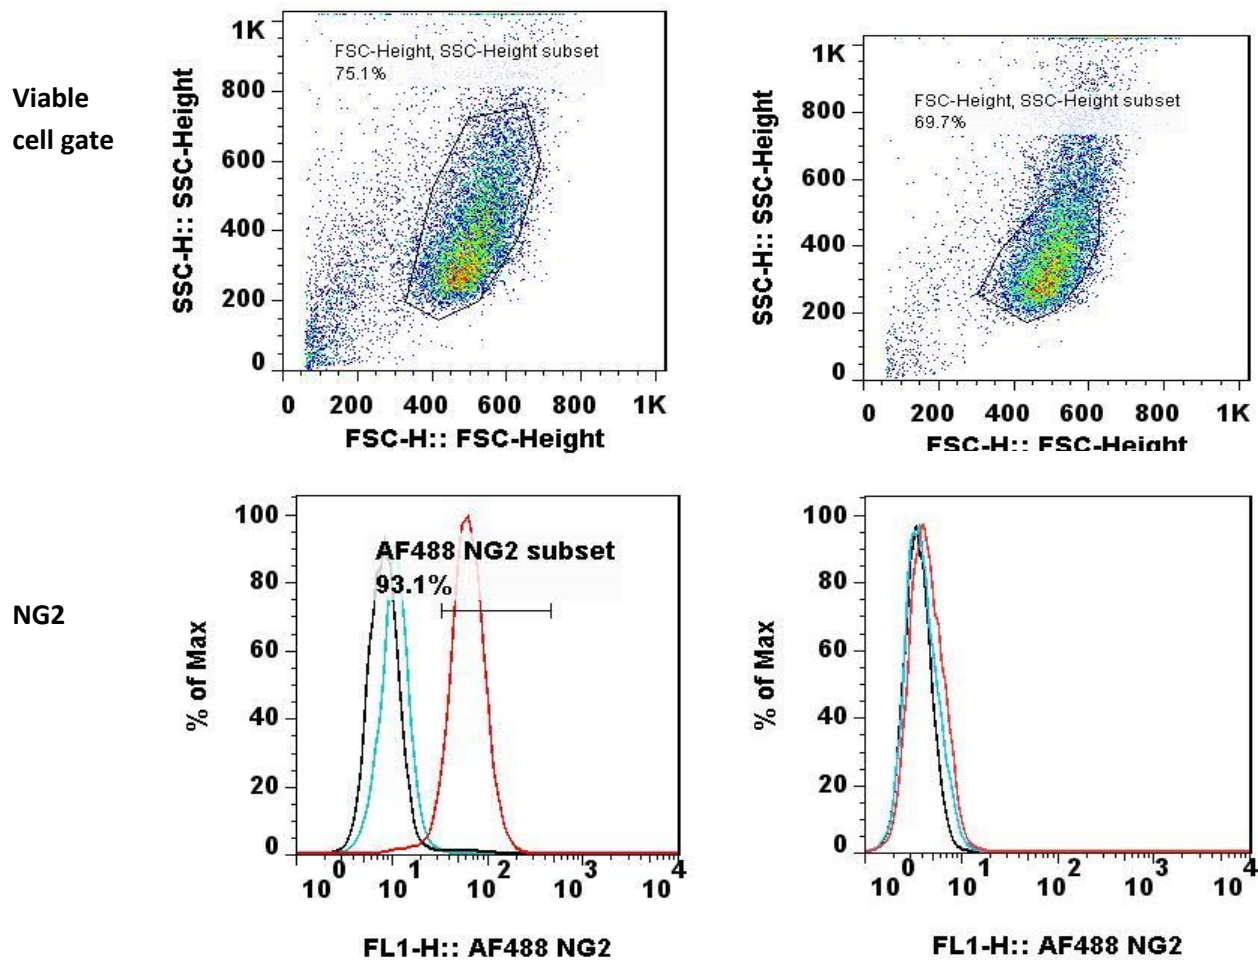 Viable
cell gate
FSC-Height, SSC-Height subset
75.1%
1K
800
600
400
200
0
SSC-H:: SSC-Height
0 200 400 600 800 1K
FSC-H:: FSC-Height
FSC-Height, SSC-Height subset
69.7%
1K
800
600
400
200
0
SSC-H:: SSC-Height
0 200 400 600 800 1K
FSC-H:: FSC-Height
NG2
AF488 NG2 subset
93.1%
100
80
60
40
20
0
% of Max
10^0 10^1 10^2 10^3 10^4
FL1-H:: AF488 NG2
100
80
60
40
20
0
% of Max
10^0 10^1 10^2 10^3 10^4
FL1-H:: AF488 NG2